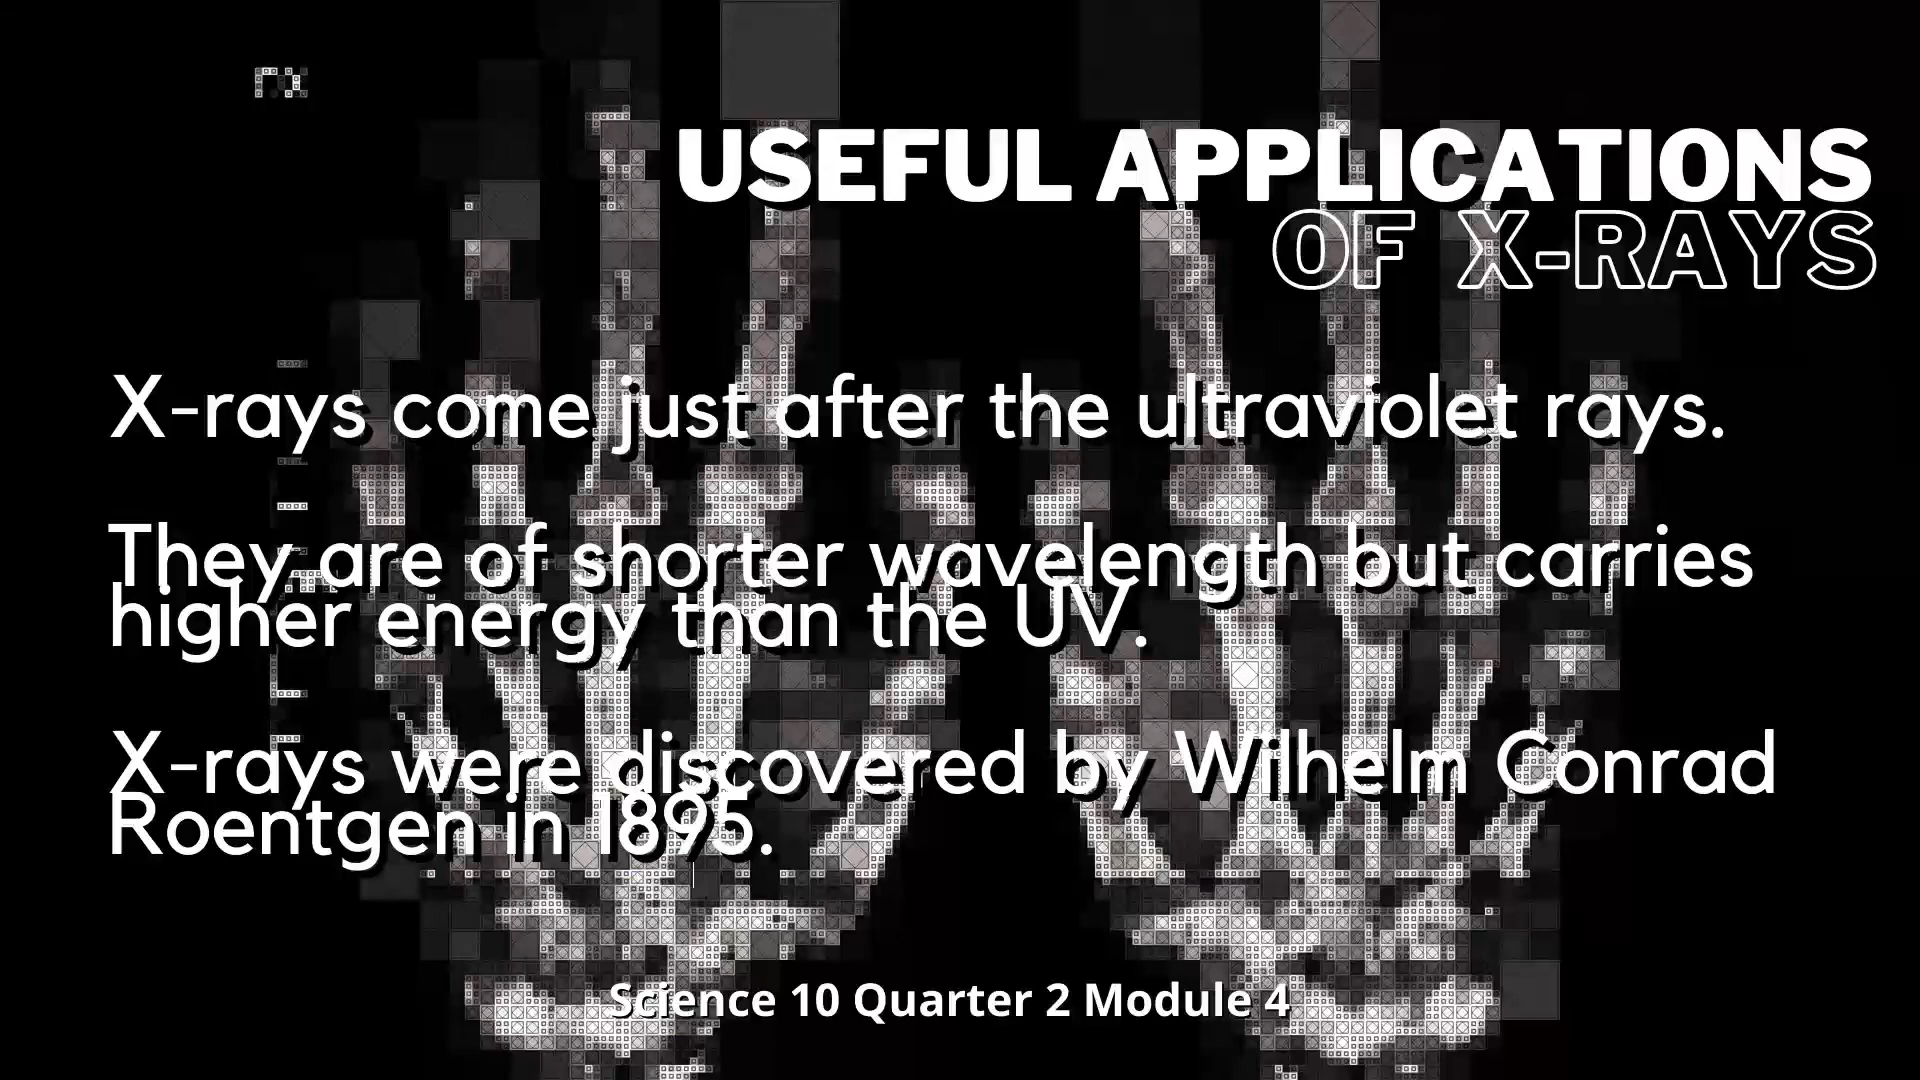 USEFUL APPLICATIONS
OF X-RAYS
X-rays come just after the ultraviolet rays.
They are of shorter wavelength but carries
higher energy than the UV.
X-rays were discovered by Wilhelm Conrad
Roentgen in 1895.
Science 10 Quarter 2 Module 4